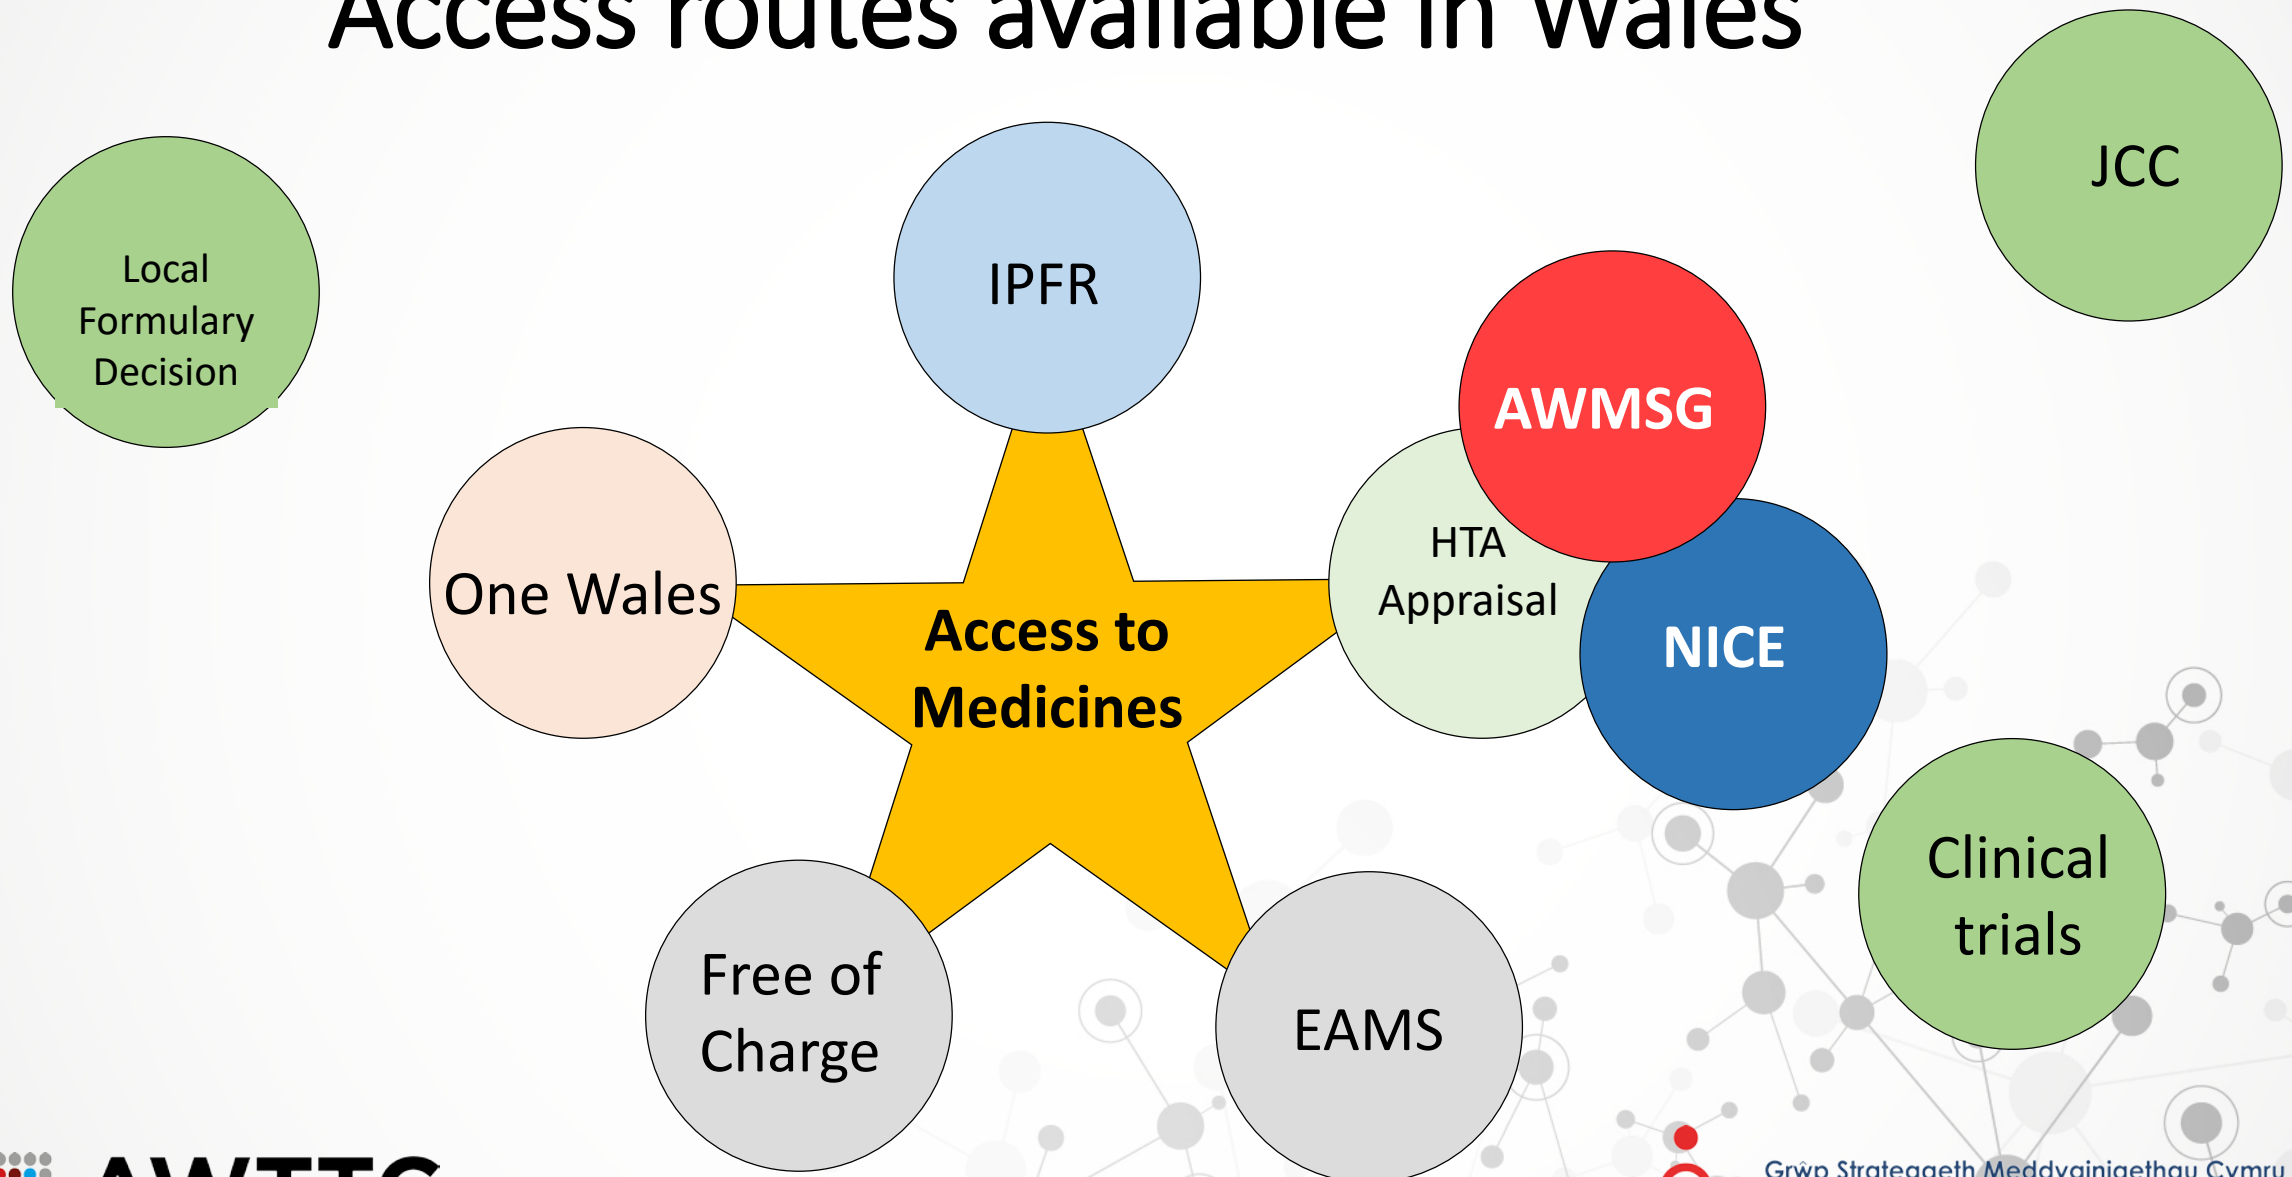 Access routes available in Wales
JCC
Local
Formulary
Decision
IPFR
AWMSG
One Wales
HTA
Appraisal
NICE
Access to
Medicines
Clinical
trials
Free of
Charge
EAMS
AWTTC
Grŵp Strategaeth Meddyginiaethau Cymru